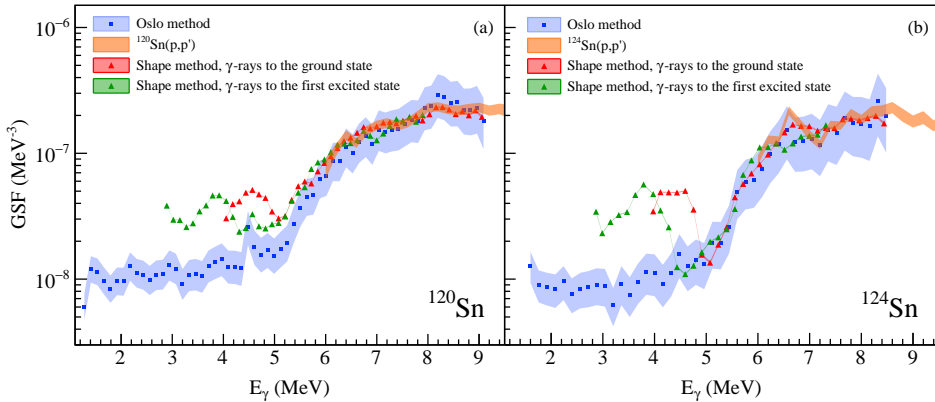 10⁻⁶
10⁻⁷
10⁻⁸
GSF (MeV⁻³)
Oslo method
¹²⁰Sn(p,p')
Shape method, γ-rays to the ground state
Shape method, γ-rays to the first excited state
(a)
¹²⁰Sn
2 3 4 5 6 7 8 9
E_γ (MeV)
Oslo method
¹²⁴Sn(p,p')
Shape method, γ-rays to the ground state
Shape method, γ-rays to the first excited state
(b)
¹²⁴Sn
2 3 4 5 6 7 8 9
E_γ (MeV)